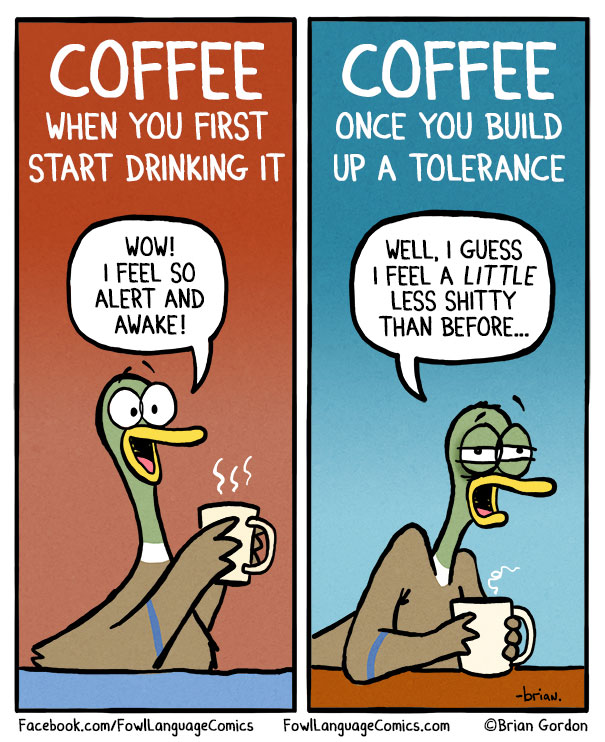 COFFEE
WHEN YOU FIRST
START DRINKING IT
WOW!
I FEEL SO
ALERT AND
AWAKE!
COFFEE
ONCE YOU BUILD
UP A TOLERANCE
WELL, I GUESS
I FEEL A LITTLE
LESS SHITTY
THAN BEFORE...
-brian.
Facebook.com/FowlLanguageComics
FowlLanguageComics.com
©Brian Gordon